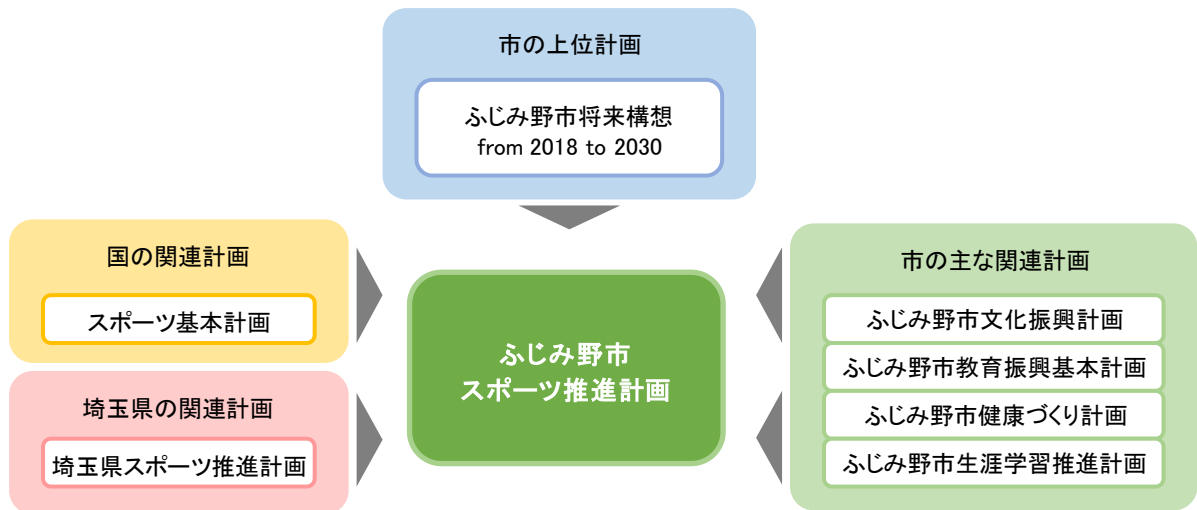 市の上位計画
ふじみ野市将来構想
from 2018 to 2030
国の関連計画
スポーツ基本計画
埼玉県の関連計画
埼玉県スポーツ推進計画
ふじみ野市
スポーツ推進計画
市の主な関連計画
ふじみ野市文化振興計画
ふじみ野市教育振興基本計画
ふじみ野市健康づくり計画
ふじみ野市生涯学習推進計画